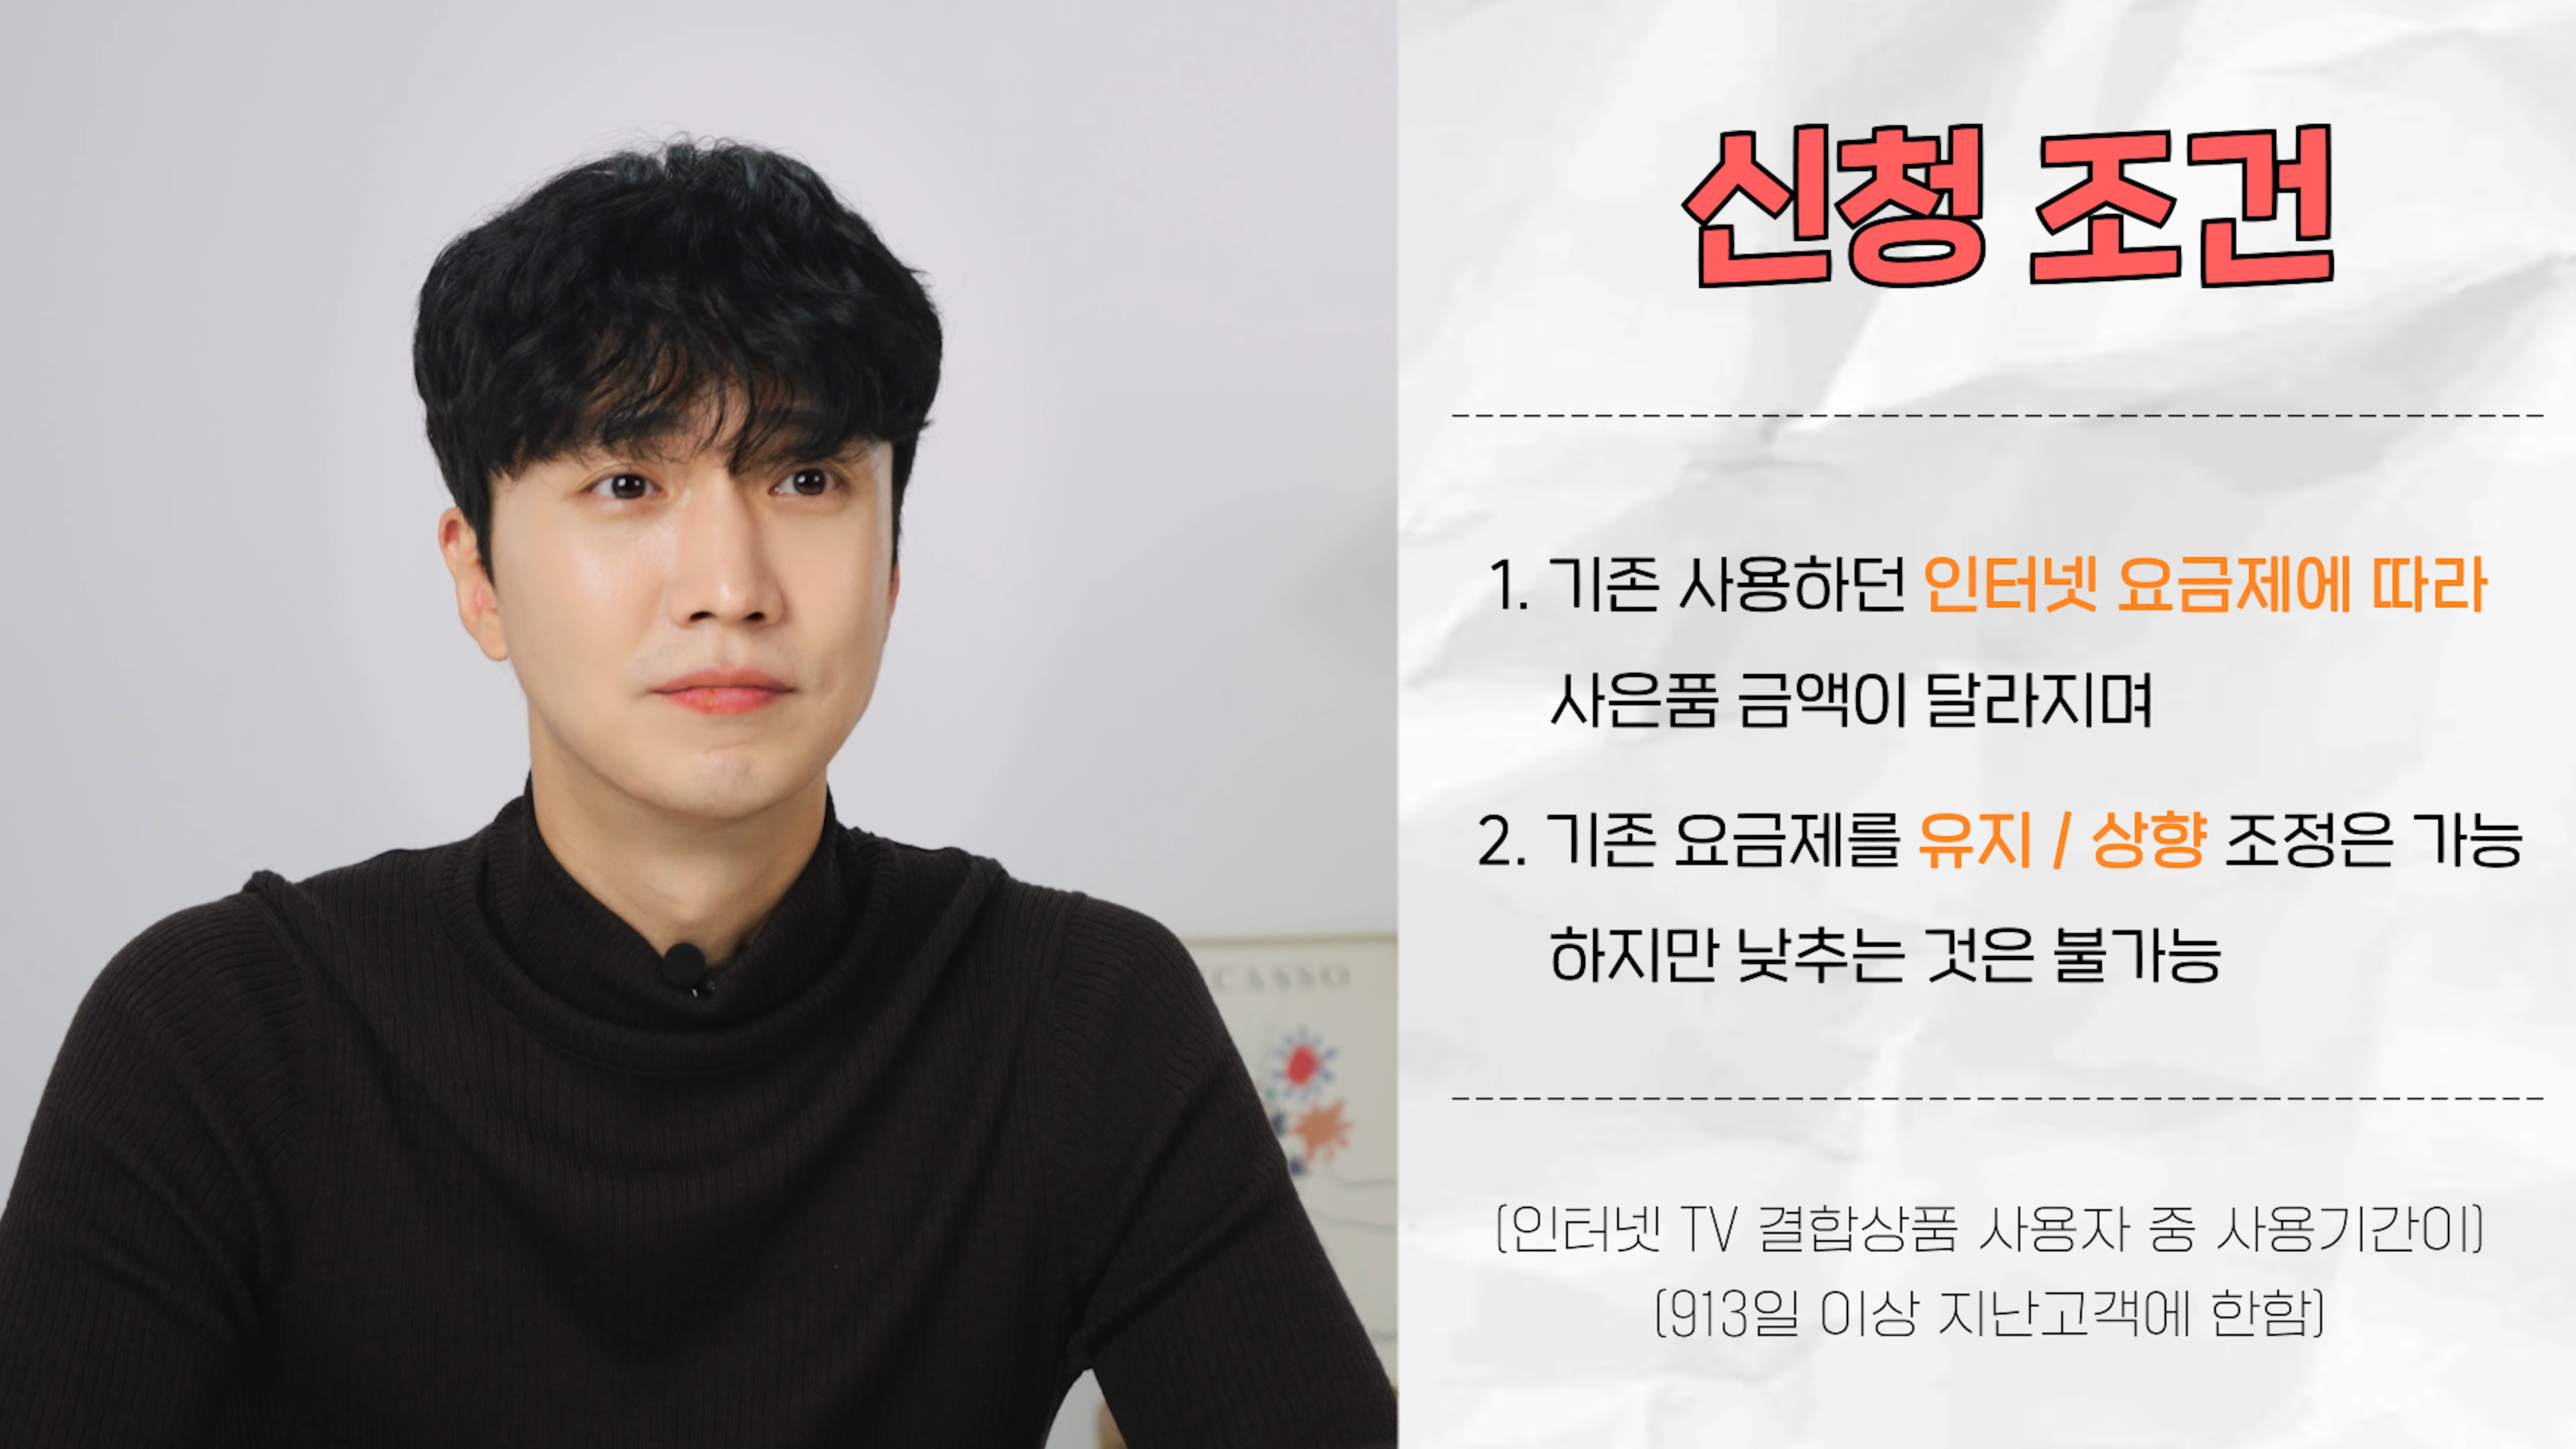 신청 조건
1. 기존 사용하던 인터넷 요금제에 따라
사은품 금액이 달라지며
2. 기존 요금제를 유지 / 상향 조정은 가능
하지만 낮추는 것은 불가능
(인터넷 TV 결합상품 사용자 중 사용기간이)
(913일 이상 지난고객에 한함)
CASSO